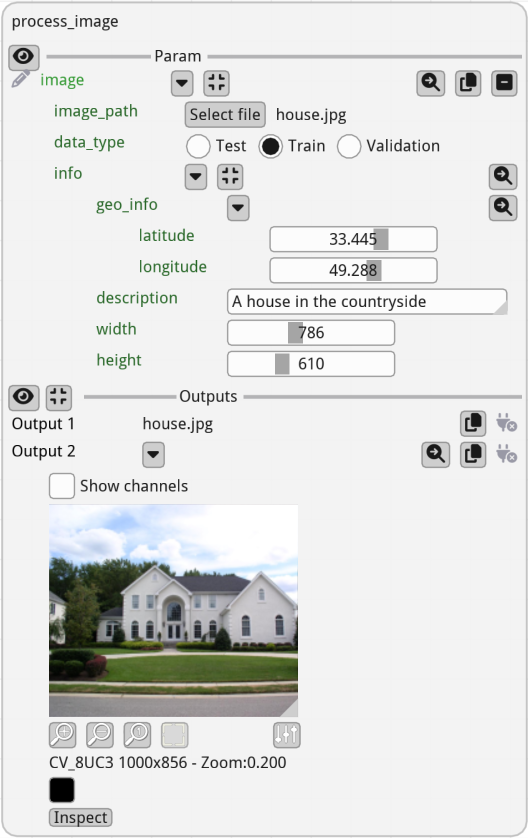 process_image
Param
image
image_path Select file house.jpg
data_type Test Train Validation
info
geo_info
latitude 33.445
longitude 49.288
description A house in the countryside
width 786
height 610
Outputs
Output 1 house.jpg
Output 2
Show channels
CV_8UC3 1000x856 - Zoom:0.200
Inspect